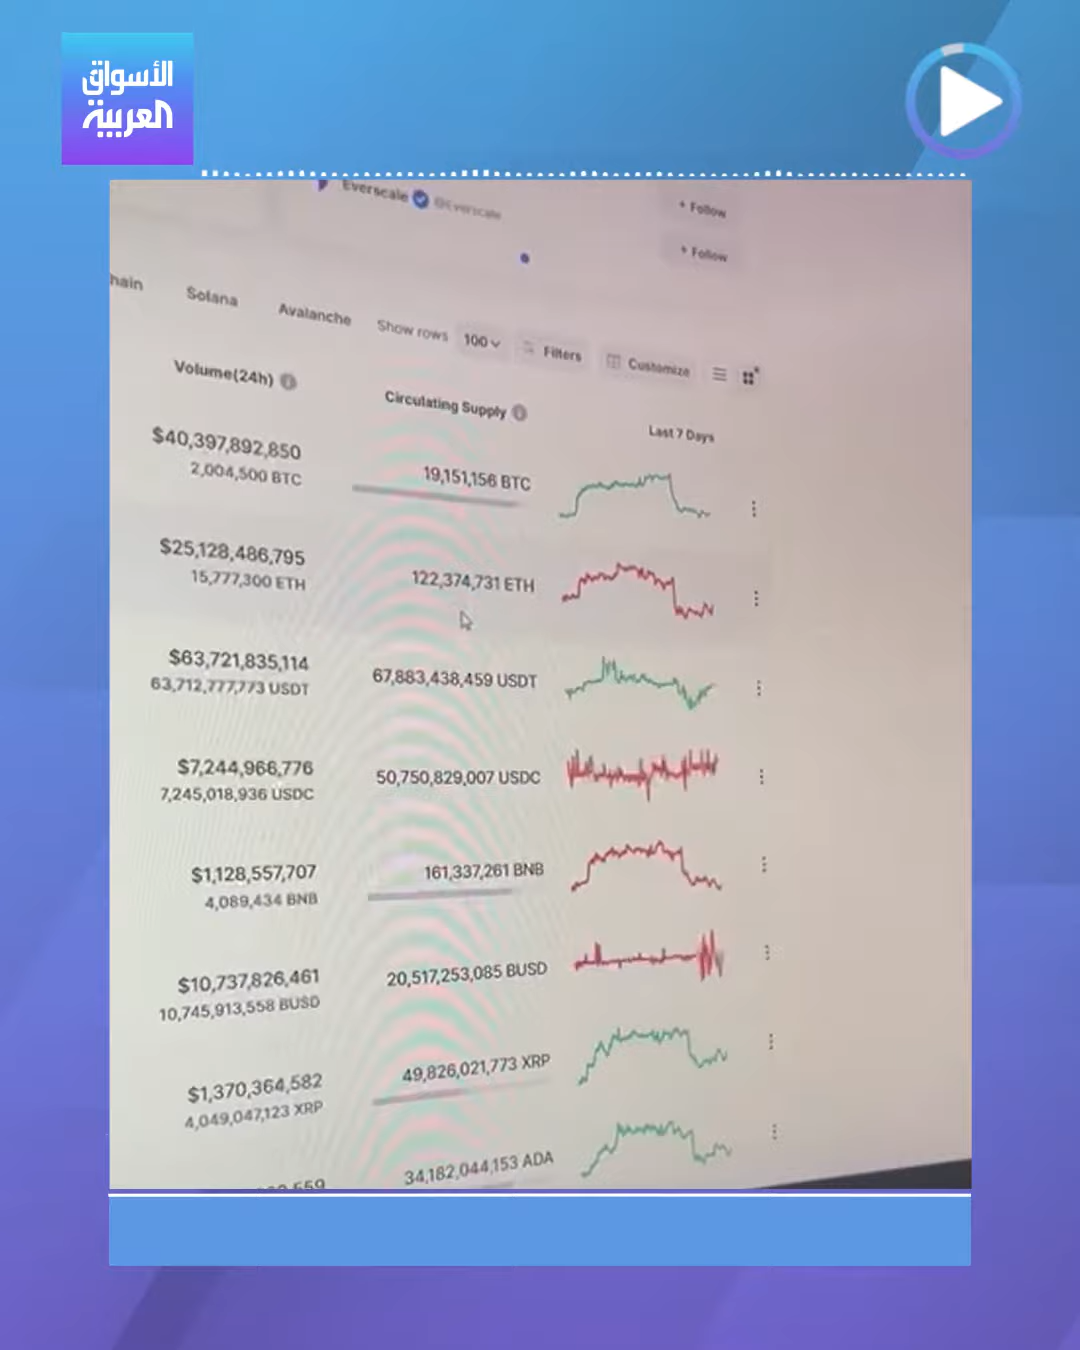 الأسواق
العربية
Everscale @Everscale
+ Follow
+ Follow
hain Solana Avalanche Show rows 100 Filters Customize
Volume(24h) Circulating Supply Last 7 Days
$40,397,892,850
2,004,500 BTC
19,151,156 BTC
$25,128,486,795
15,777,300 ETH
122,374,731 ETH
$63,721,835,114
63,712,777,773 USDT
67,883,438,459 USDT
$7,244,966,776
7,245,018,936 USDC
50,750,829,007 USDC
$1,128,557,707
4,089,434 BNB
161,337,261 BNB
$10,737,826,461
10,745,913,558 BUSD
20,517,253,085 BUSD
$1,370,364,582
4,049,047,123 XRP
49,826,021,773 XRP
34,182,044,153 ADA